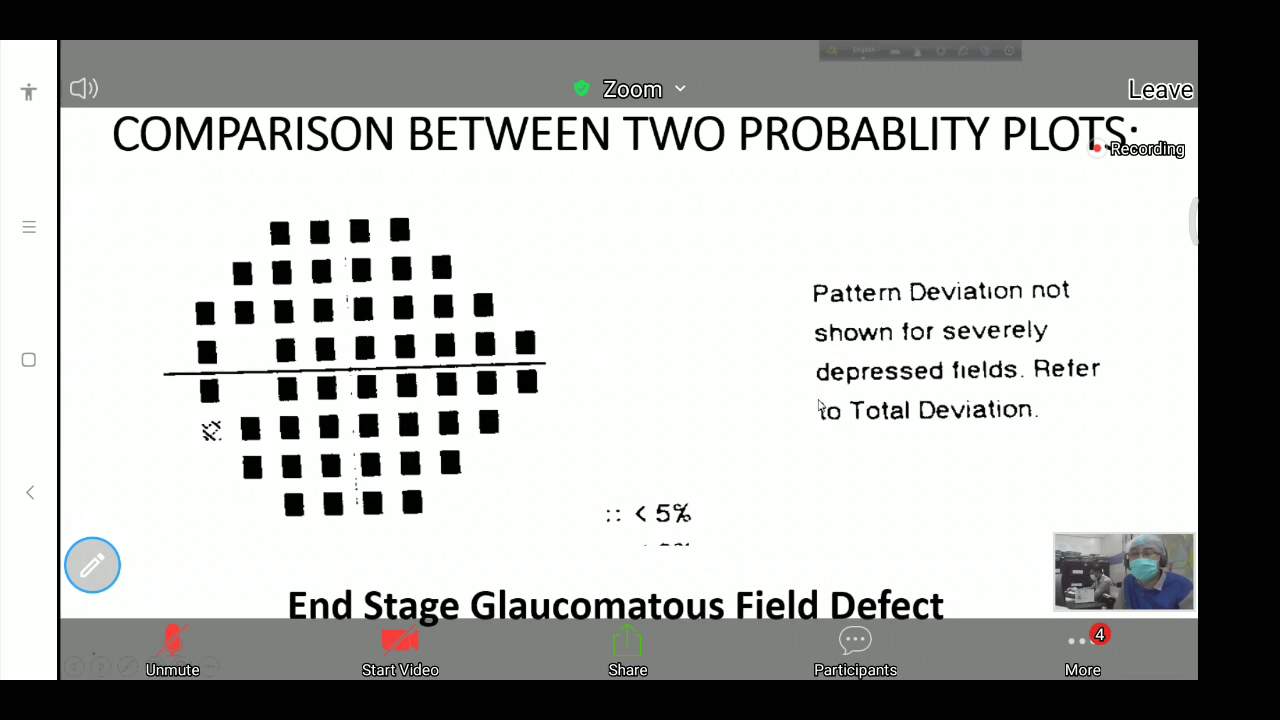 English
Zoom
Leave
COMPARISON BETWEEN TWO PROBABLITY PLOTS:
Recording
Pattern Deviation not
shown for severely
depressed fields. Refer
to Total Deviation.
:: < 5%
End Stage Glaucomatous Field Defect
4
Unmute
Start Video
Share
Participants
More